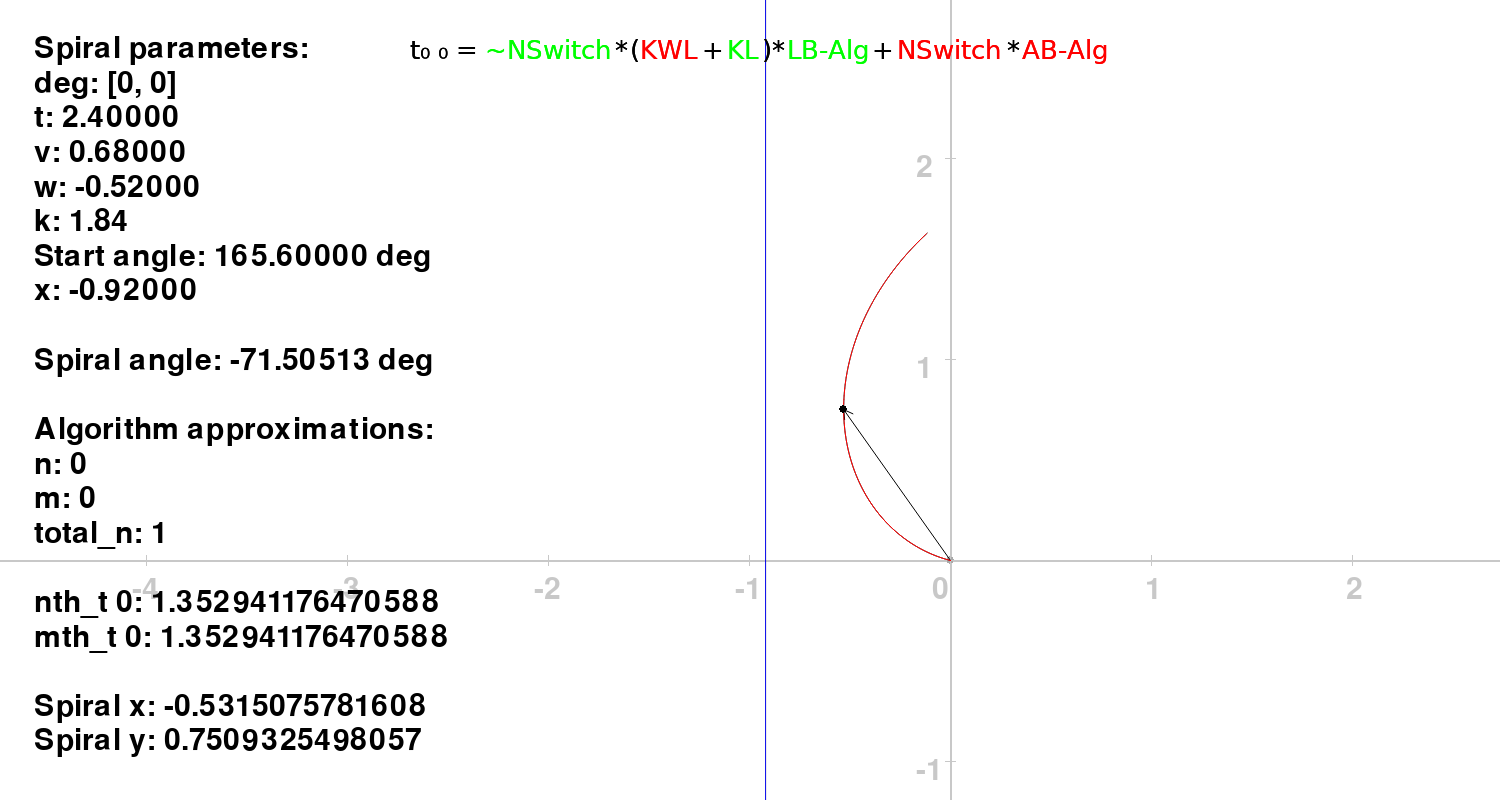 Spiral parameters:
t₀ ₀ = ~NSwitch*(KWL + KL)*LB-Alg + NSwitch *AB-Alg
deg: [0, 0]
t: 2.40000
v: 0.68000
w: -0.52000
k: 1.84
Start angle: 165.60000 deg
x: -0.92000
Spiral angle: -71.50513 deg
Algorithm approximations:
n: 0
m: 0
total_n: 1
nth_t 0: 1.352941176470588
mth_t 0: 1.352941176470588
Spiral x: -0.5315075781608
Spiral y: 0.7509325498057
2
1
-4 -3 -2 -1 0 1 2
-1